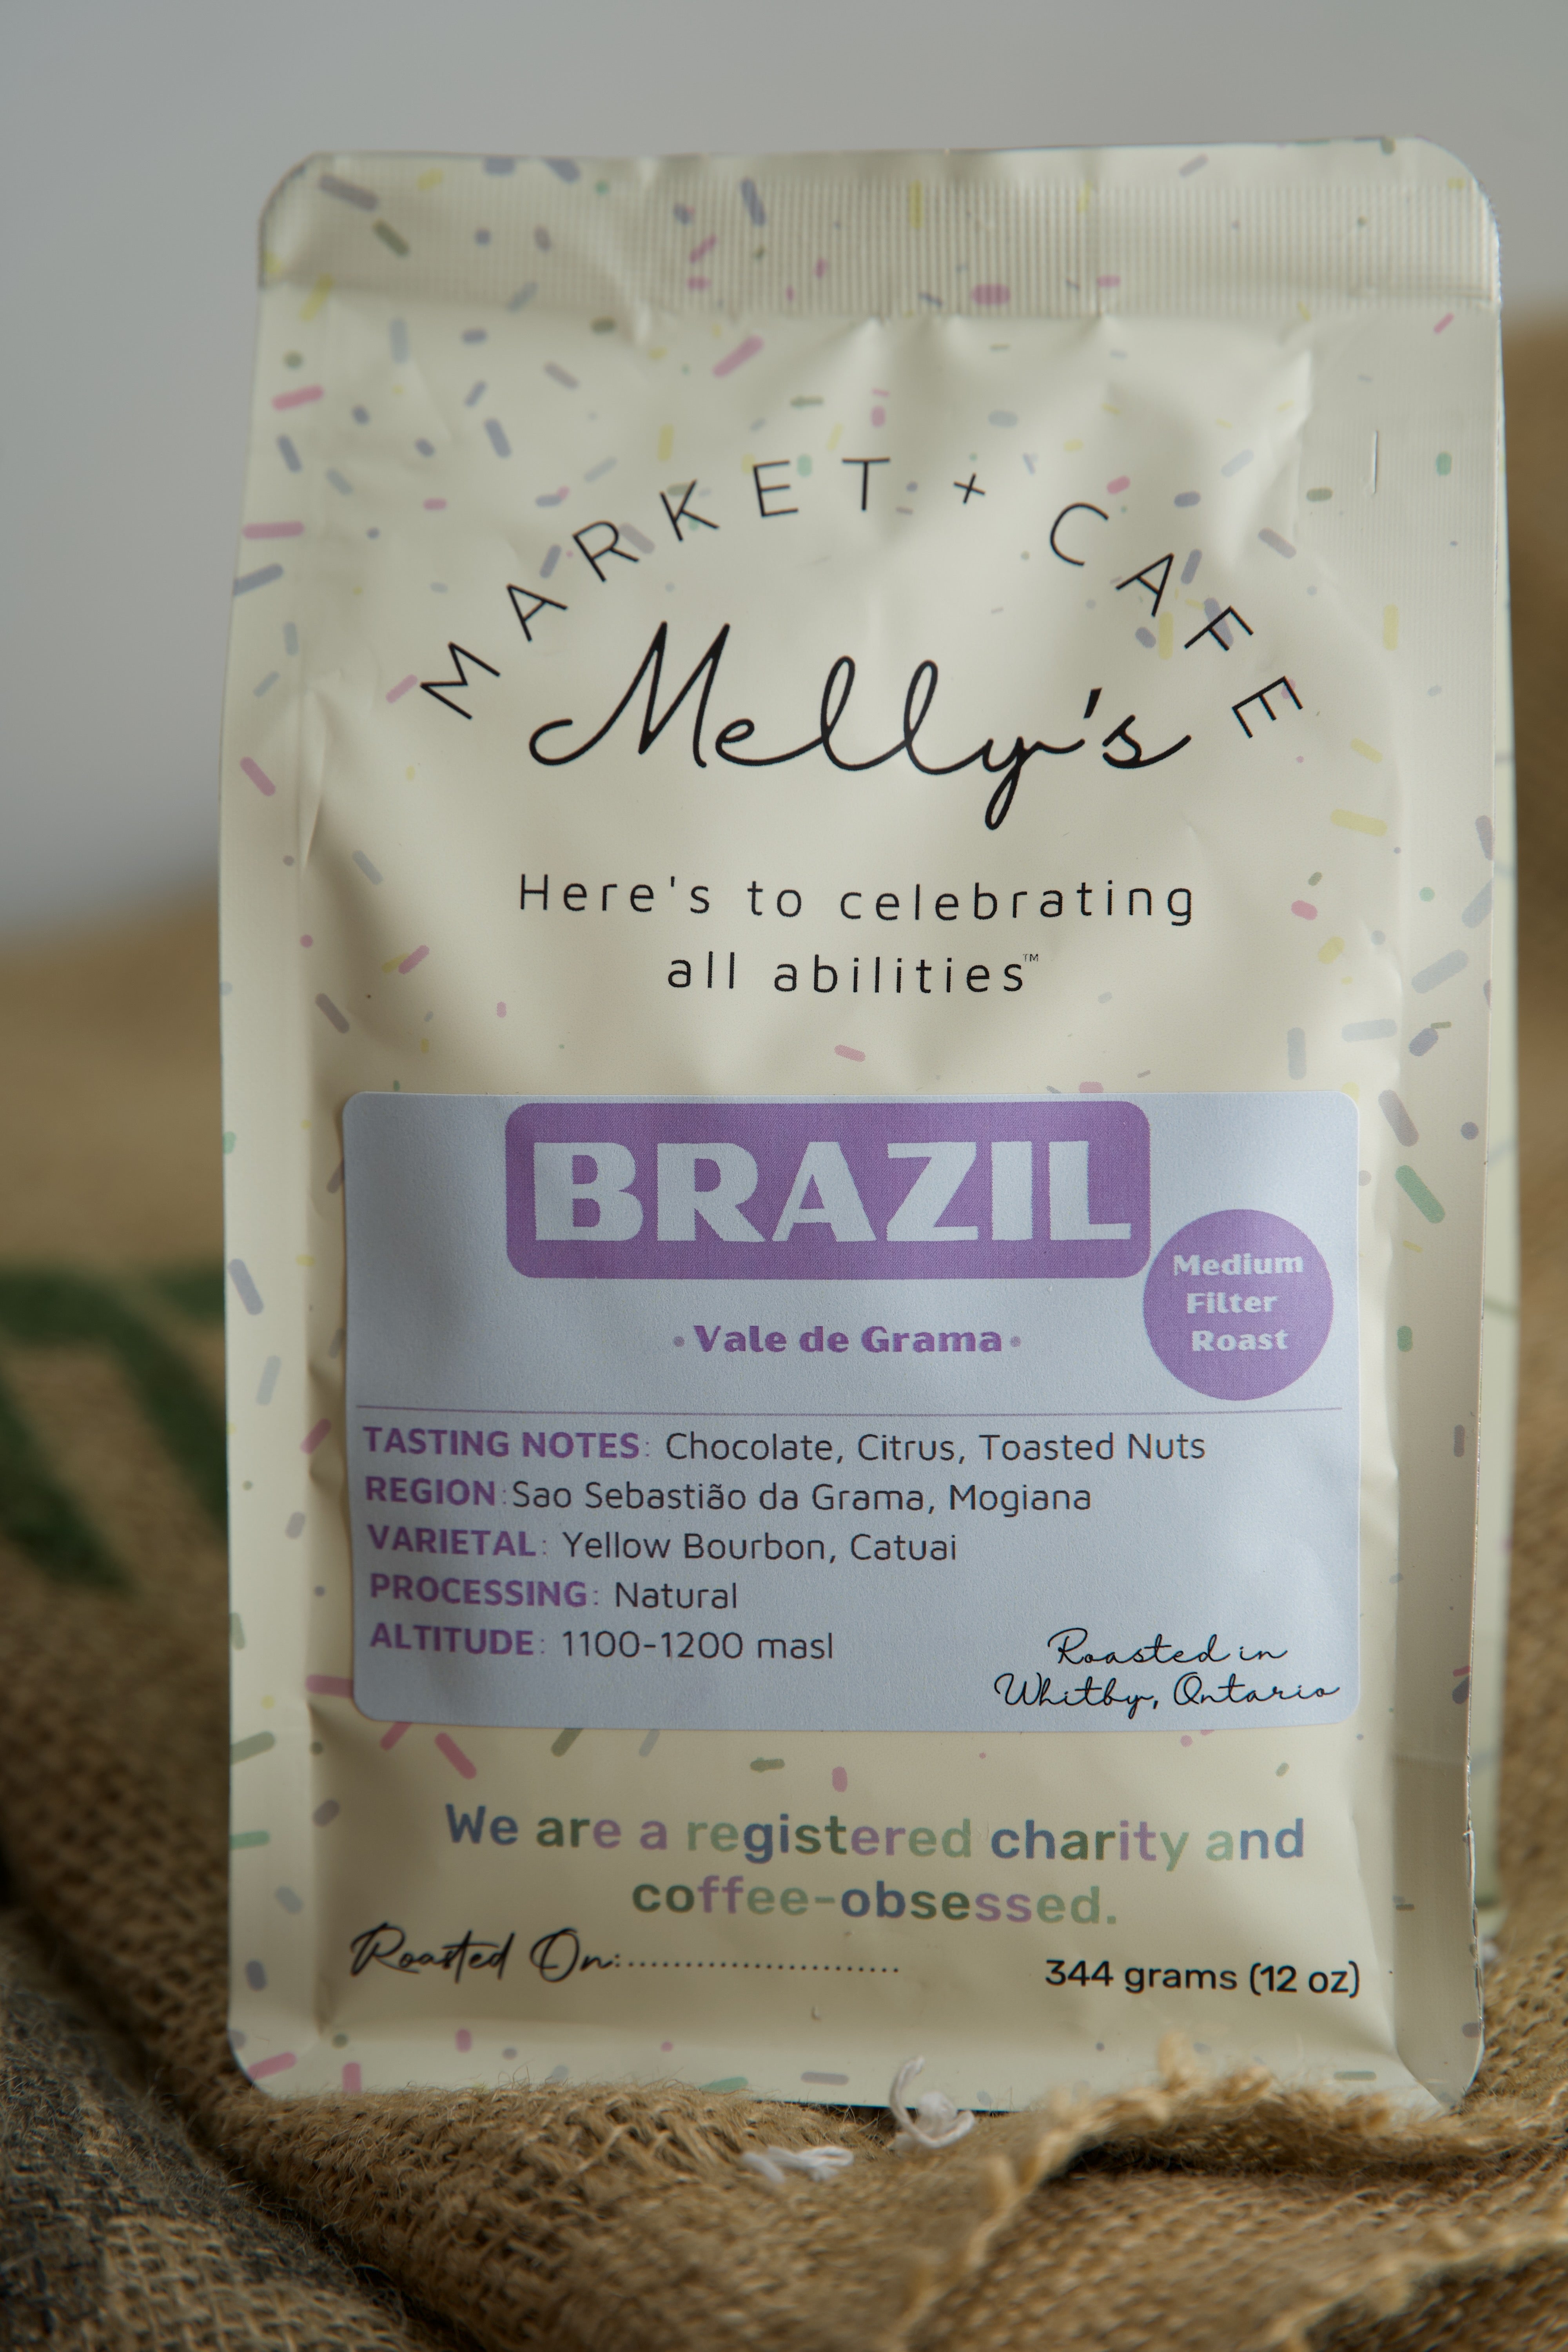 MARKET + CAFE
Melly's
Here's to celebrating
all abilities™
BRAZIL
Medium
Filter
Roast
• Vale de Grama •
TASTING NOTES: Chocolate, Citrus, Toasted Nuts
REGION:Sao Sebastião da Grama, Mogiana
VARIETAL: Yellow Bourbon, Catuai
PROCESSING: Natural
ALTITUDE: 1100-1200 masl
Roasted in
Whitby, Ontario
We are a registered charity and
coffee-obsessed.
Roasted On:..........................
344 grams (12 oz)